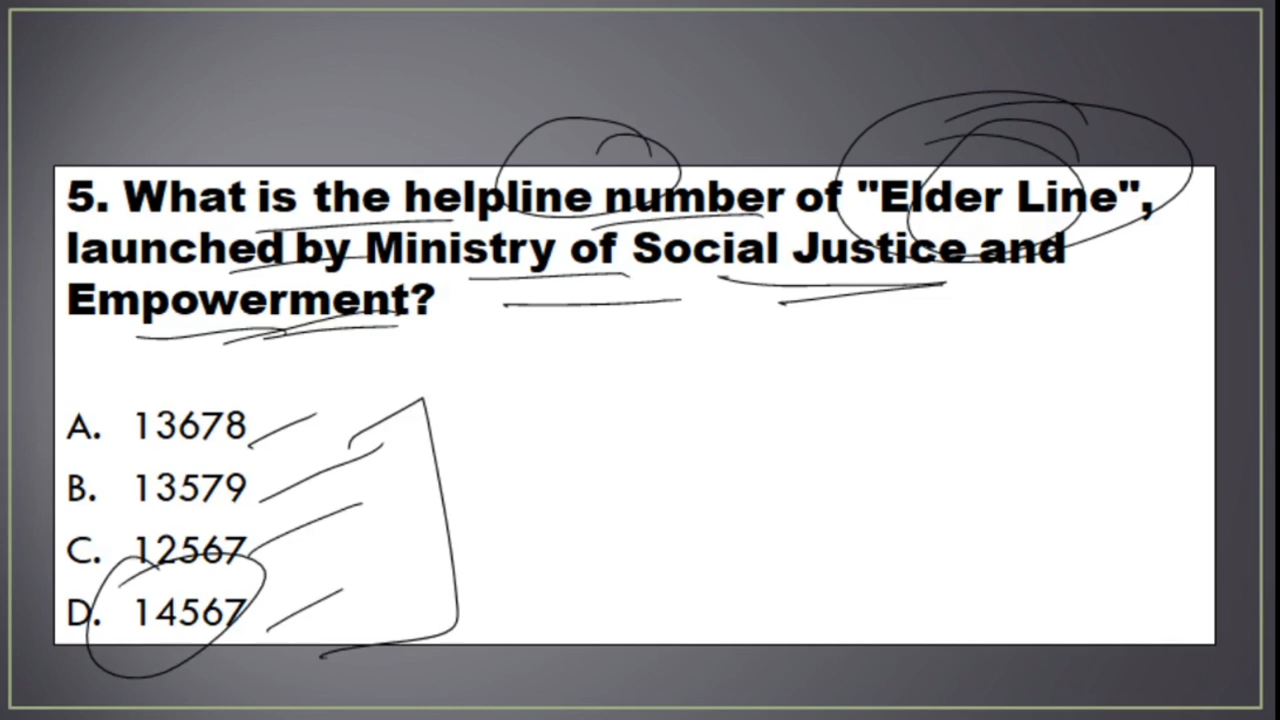 5. What is the helpline number of "Elder Line",
launched by Ministry of Social Justice and
Empowerment?
A. 13678
B. 13579
C. 12567
D. 14567